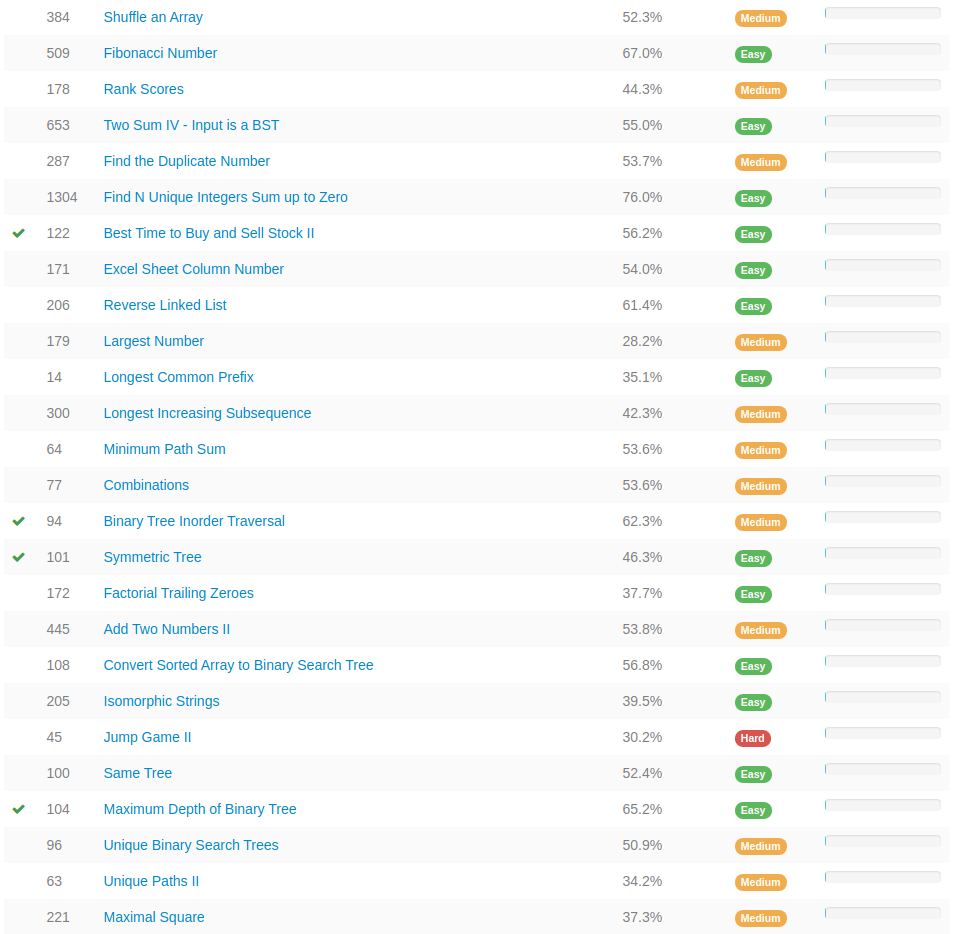 384 Shuffle an Array 52.3% Medium
509 Fibonacci Number 67.0% Easy
178 Rank Scores 44.3% Medium
653 Two Sum IV - Input is a BST 55.0% Easy
287 Find the Duplicate Number 53.7% Medium
1304 Find N Unique Integers Sum up to Zero 76.0% Easy
122 Best Time to Buy and Sell Stock II 56.2% Easy
171 Excel Sheet Column Number 54.0% Easy
206 Reverse Linked List 61.4% Easy
179 Largest Number 28.2% Medium
14 Longest Common Prefix 35.1% Easy
300 Longest Increasing Subsequence 42.3% Medium
64 Minimum Path Sum 53.6% Medium
77 Combinations 53.6% Medium
94 Binary Tree Inorder Traversal 62.3% Medium
101 Symmetric Tree 46.3% Easy
172 Factorial Trailing Zeroes 37.7% Easy
445 Add Two Numbers II 53.8% Medium
108 Convert Sorted Array to Binary Search Tree 56.8% Easy
205 Isomorphic Strings 39.5% Easy
45 Jump Game II 30.2% Hard
100 Same Tree 52.4% Easy
104 Maximum Depth of Binary Tree 65.2% Easy
96 Unique Binary Search Trees 50.9% Medium
63 Unique Paths II 34.2% Medium
221 Maximal Square 37.3% Medium